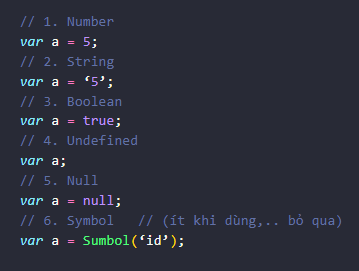 // 1. Number
var a = 5;
// 2. String
var a = ‘5’;
// 3. Boolean
var a = true;
// 4. Undefined
var a;
// 5. Null
var a = null;
// 6. Symbol   // (ít khi dùng,.. bỏ qua)
var a = Sumbol(‘id’);